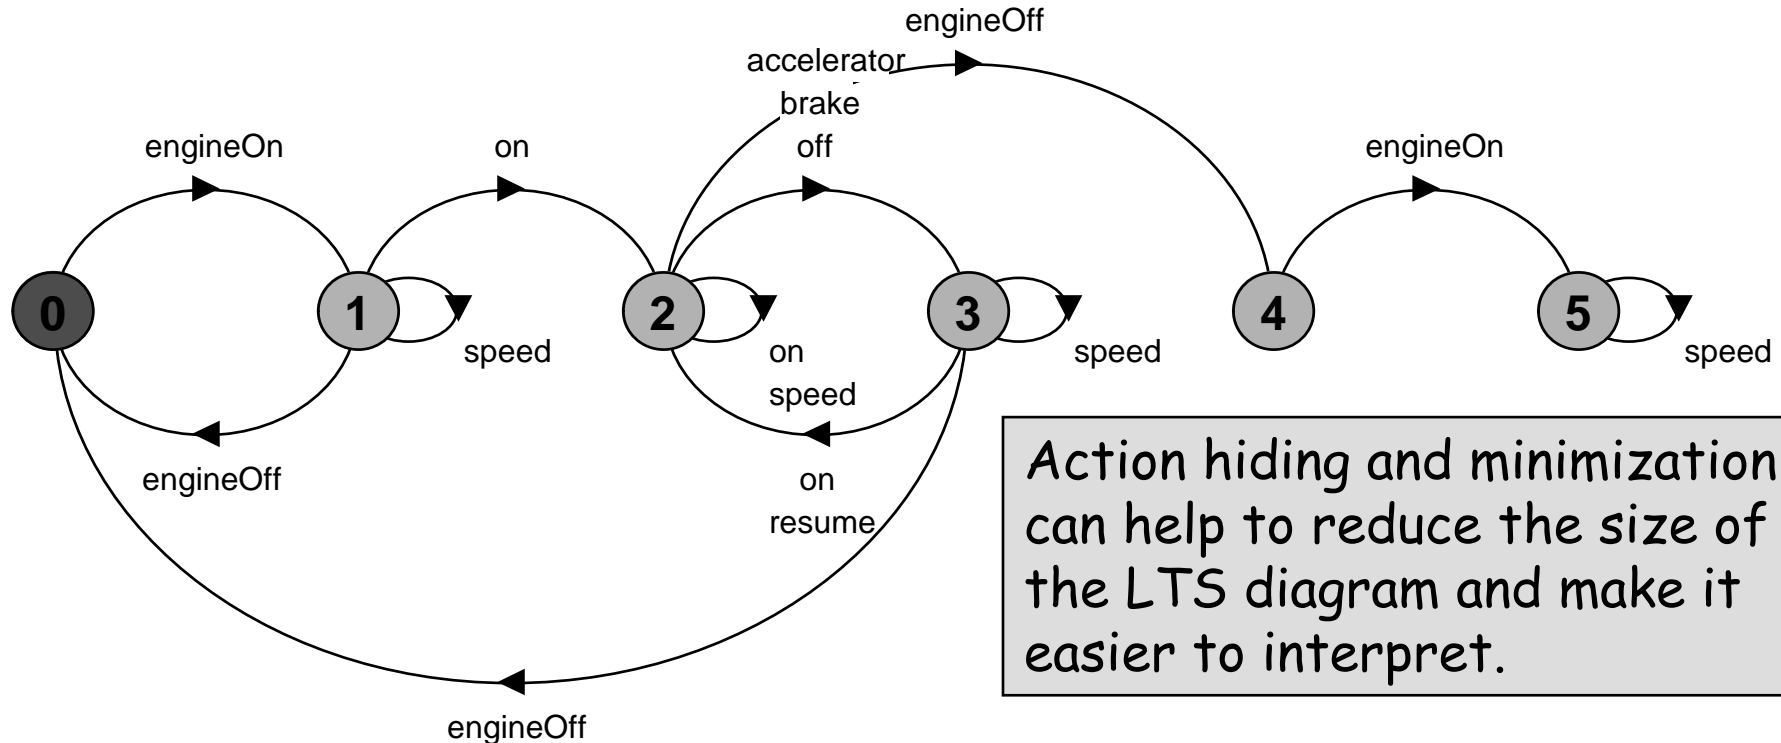 engineOff
accelerator
brake
engineOn
on
off
engineOn
0
1
2
3
4
5
speed
on
speed
speed
speed
engineOff
on
resume
engineOff
Action hiding and minimization
can help to reduce the size of
the LTS diagram and make it
easier to interpret.